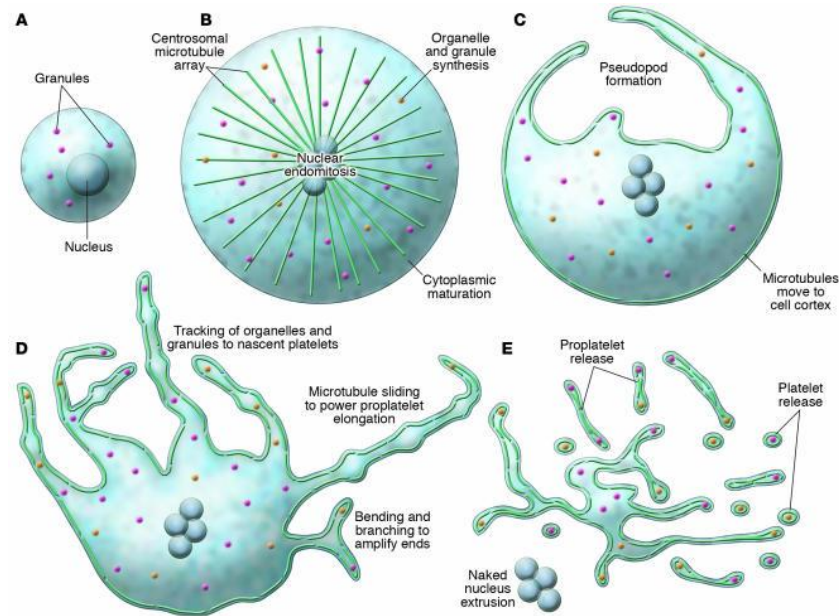 A
Granules
Nucleus
B
Centrosomal
microtubule
array
Organelle
and granule
synthesis
Nuclear
endomitosis
Cytoplasmic
maturation
C
Pseudopod
formation
Microtubules
move to
cell cortex
D
Tracking of organelles and
granules to nascent platelets
Microtubule sliding
to power proplatelet
elongation
Bending and
branching to
amplify ends
E
Proplatelet
release
Platelet
release
Naked
nucleus
extrusion